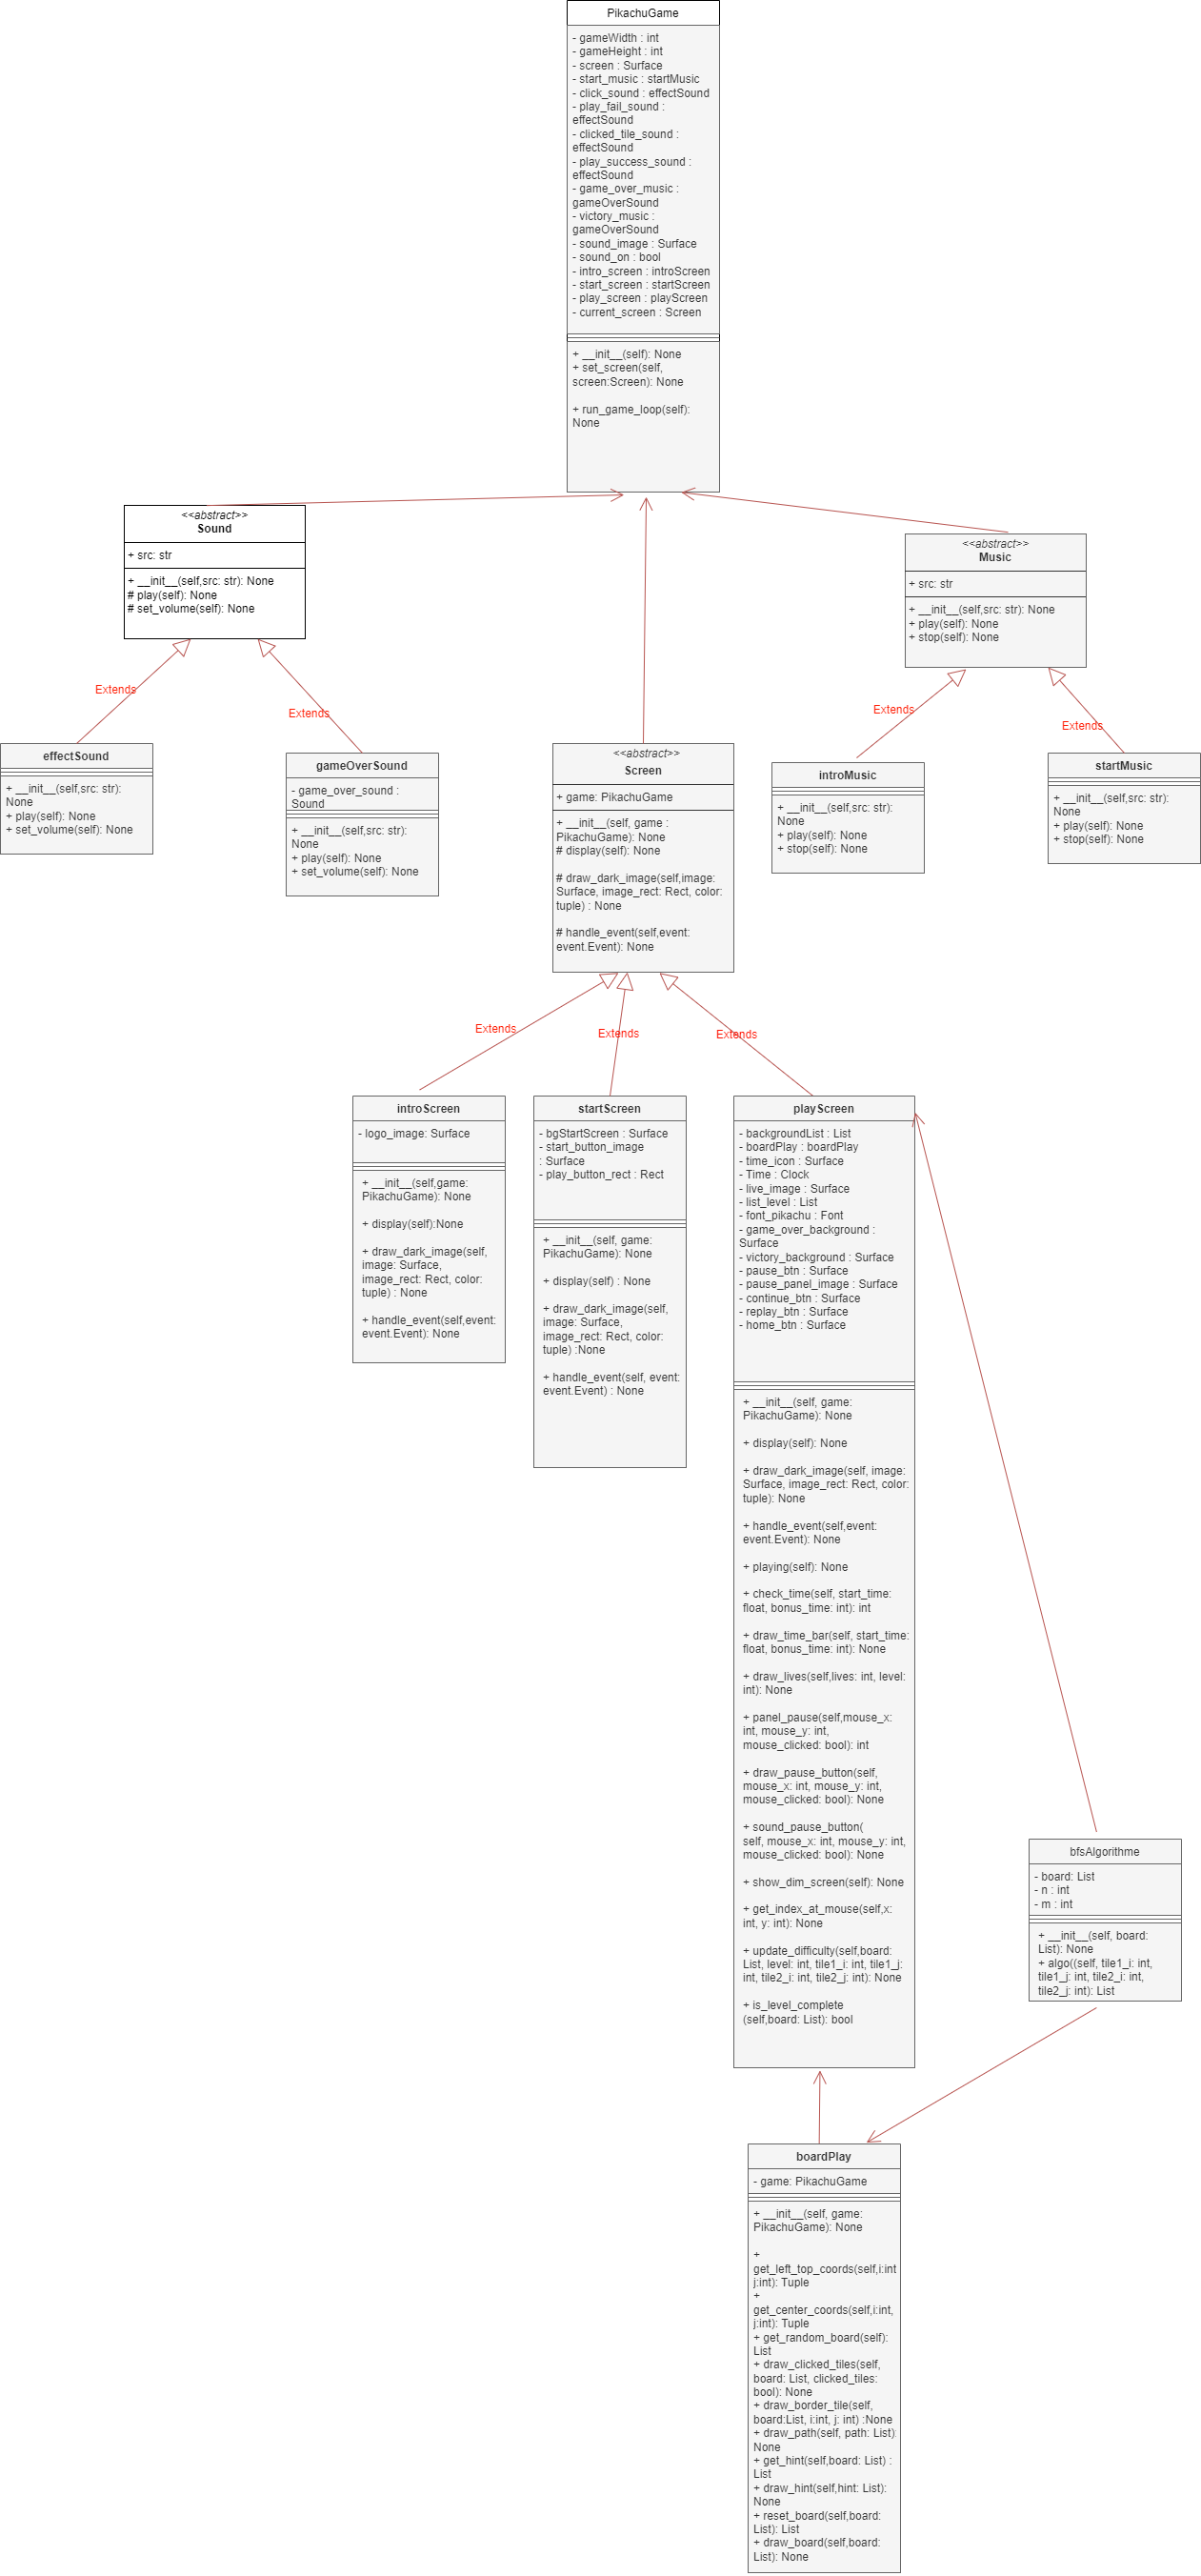 PikachuGame
- gameWidth : int
- gameHeight : int
- screen : Surface
- start_music : startMusic
- click_sound : effectSound
- play_fail_sound :
effectSound
- clicked_tile_sound :
effectSound
- play_success_sound :
effectSound
- game_over_music :
gameOverSound
- victory_music :
gameOverSound
- sound_image : Surface
- sound_on : bool
- intro_screen : introScreen
- start_screen : startScreen
- play_screen : playScreen
- current_screen : Screen
+ __init__(self): None
+ set_screen(self,
screen:Screen): None
+ run_game_loop(self):
None
<<abstract>>
Sound
+ src: str
+ __init__(self,src: str): None
# play(self): None
# set_volume(self): None
<<abstract>>
Music
+ src: str
+ __init__(self,src: str): None
+ play(self): None
+ stop(self): None
Extends
Extends
Extends
Extends
effectSound
+ __init__(self,src: str):
None
+ play(self): None
+ set_volume(self): None
gameOverSound
- game_over_sound :
Sound
+ __init__(self,src: str):
None
+ play(self): None
+ set_volume(self): None
<<abstract>>
Screen
+ game: PikachuGame
+ __init__(self, game :
PikachuGame): None
# display(self): None
# draw_dark_image(self,image:
Surface, image_rect: Rect, color:
tuple) : None
# handle_event(self,event:
event.Event): None
introMusic
+ __init__(self,src: str):
None
+ play(self): None
+ stop(self): None
startMusic
+ __init__(self,src: str):
None
+ play(self): None
+ stop(self): None
Extends
Extends
Extends
introScreen
- logo_image: Surface
+ __init__(self,game:
PikachuGame): None
+ display(self):None
+ draw_dark_image(self,
image: Surface,
image_rect: Rect, color:
tuple) : None
+ handle_event(self,event:
event.Event): None
startScreen
- bgStartScreen : Surface
- start_button_image
: Surface
- play_button_rect : Rect
+ __init__(self, game:
PikachuGame): None
+ display(self) : None
+ draw_dark_image(self,
image: Surface,
image_rect: Rect, color:
tuple) :None
+ handle_event(self, event:
event.Event) : None
playScreen
- backgroundList : List
- boardPlay : boardPlay
- time_icon : Surface
- Time : Clock
- live_image : Surface
- list_level : List
- font_pikachu : Font
- game_over_background :
Surface
- victory_background : Surface
- pause_btn : Surface
- pause_panel_image : Surface
- continue_btn : Surface
- replay_btn : Surface
- home_btn : Surface
+ __init__(self, game:
PikachuGame): None
+ display(self): None
+ draw_dark_image(self, image:
Surface, image_rect: Rect, color:
tuple): None
+ handle_event(self,event:
event.Event): None
+ playing(self): None
+ check_time(self, start_time:
float, bonus_time: int): int
+ draw_time_bar(self, start_time:
float, bonus_time: int): None
+ draw_lives(self,lives: int, level:
int): None
+ panel_pause(self,mouse_x:
int, mouse_y: int,
mouse_clicked: bool): int
+ draw_pause_button(self,
mouse_x: int, mouse_y: int,
mouse_clicked: bool): None
+ sound_pause_button(
self, mouse_x: int, mouse_y: int,
mouse_clicked: bool): None
+ show_dim_screen(self): None
+ get_index_at_mouse(self,x:
int, y: int): None
+ update_difficulty(self,board:
List, level: int, tile1_i: int, tile1_j:
int, tile2_i: int, tile2_j: int): None
+ is_level_complete
(self,board: List): bool
bfsAlgorithme
- board: List
- n : int
- m : int
+ __init__(self, board:
List): None
+ algo((self, tile1_i: int,
tile1_j: int, tile2_i: int,
tile2_j: int): List
boardPlay
- game: PikachuGame
+ __init__(self, game:
PikachuGame): None
+
get_left_top_coords(self,i:int
j:int): Tuple
+
get_center_coords(self,i:int,
j:int): Tuple
+ get_random_board(self):
List
+ draw_clicked_tiles(self,
board: List, clicked_tiles:
bool): None
+ draw_border_tile(self,
board:List, i:int, j: int) :None
+ draw_path(self, path: List):
None
+ get_hint(self,board: List) :
List
+ draw_hint(self,hint: List):
None
+ reset_board(self,board:
List): List
+ draw_board(self,board:
List): None